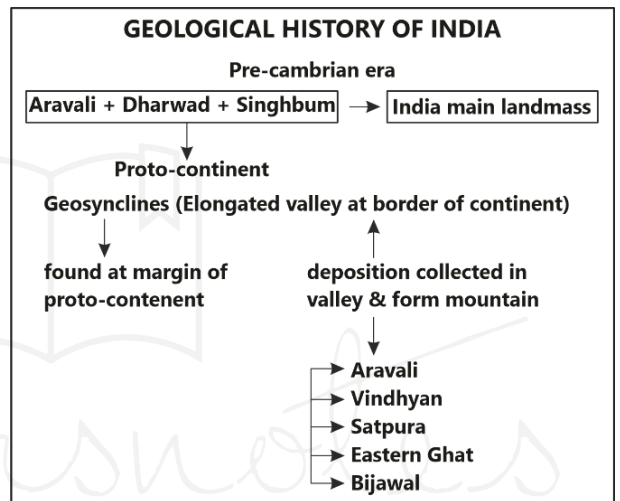 GEOLOGICAL HISTORY OF INDIA
Pre-cambrian era
Aravali + Dharwad + Singhbum
India main landmass
Proto-continent
Geosynclines (Elongated valley at border of continent)
found at margin of
proto-contenent
deposition collected in
valley & form mountain
Aravali
Vindhyan
Satpura
Eastern Ghat
Bijawal